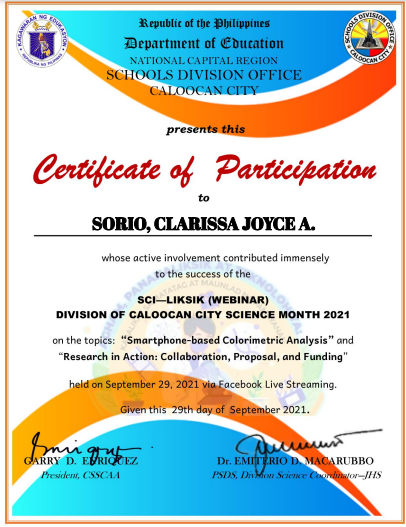 Republic of the Philippines
Department of Education
NATIONAL CAPITAL REGION
SCHOOLS DIVISION OFFICE
CALOOCAN CITY
KAGAWARAN NG EDUKASYON
REPUBLIKA NG PILIPINAS
SCHOOLS DIVISION OFFICE
CALOOCAN CITY
presents this
Certificate of Participation
to
SORIO, CLARISSA JOYCE A.
whose active involvement contributed immensely
to the success of the
SCI—LIKSIK (WEBINAR)
DIVISION OF CALOOCAN CITY SCIENCE MONTH 2021
on the topics: “Smartphone-based Colorimetric Analysis” and
“Research in Action: Collaboration, Proposal, and Funding”
held on September 29, 2021 via Facebook Live Streaming.
Given this 29th day of September 2021.
GARRY D. ENRIQUEZ
President, CSSCAA
Dr. EMITERIO D. MACARUBBO
PSDS, Division Science Coordinator—JHS